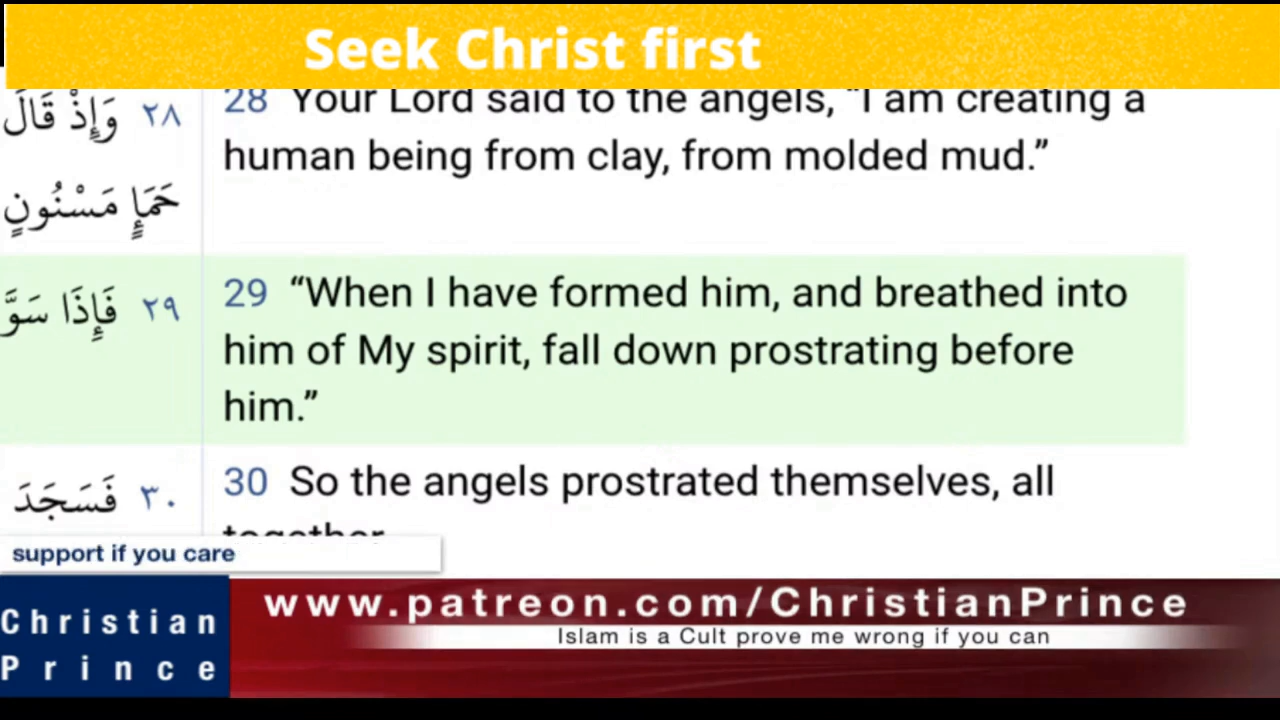 Seek Christ first
وَإِذْ قَالَ ٢٨
28 Your Lord said to the angels, “I am creating a
human being from clay, from molded mud.”
حَمَإٍ مَسْنُونٍ
29 “When I have formed him, and breathed into
فَإِذَا سَوَّ ٢٩
him of My spirit, fall down prostrating before
him.”
30 So the angels prostrated themselves, all
فَسَجَدَ ٣٠
together
support if you care
Christian
Prince
www.patreon.com/ChristianPrince
Islam is a Cult prove me wrong if you can